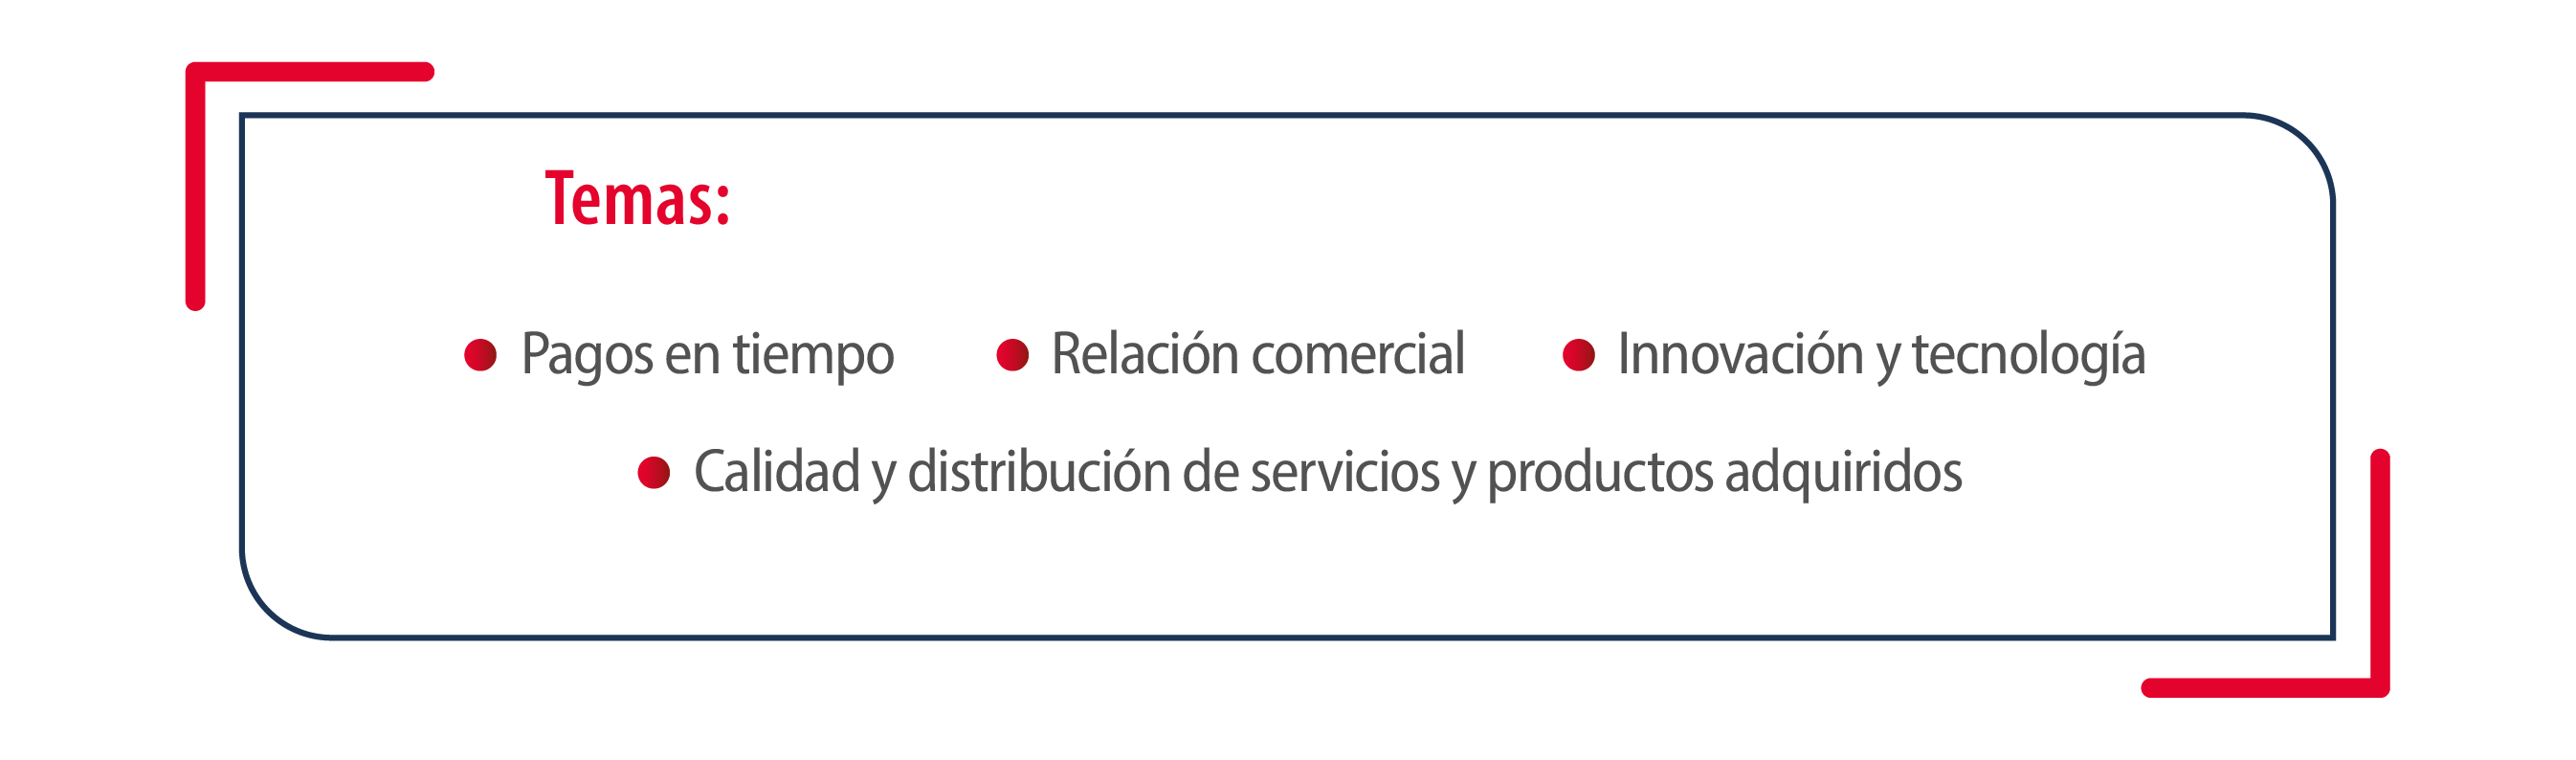 Temas:
Pagos en tiempo
Relación comercial
Innovación y tecnología
Calidad y distribución de servicios y productos adquiridos